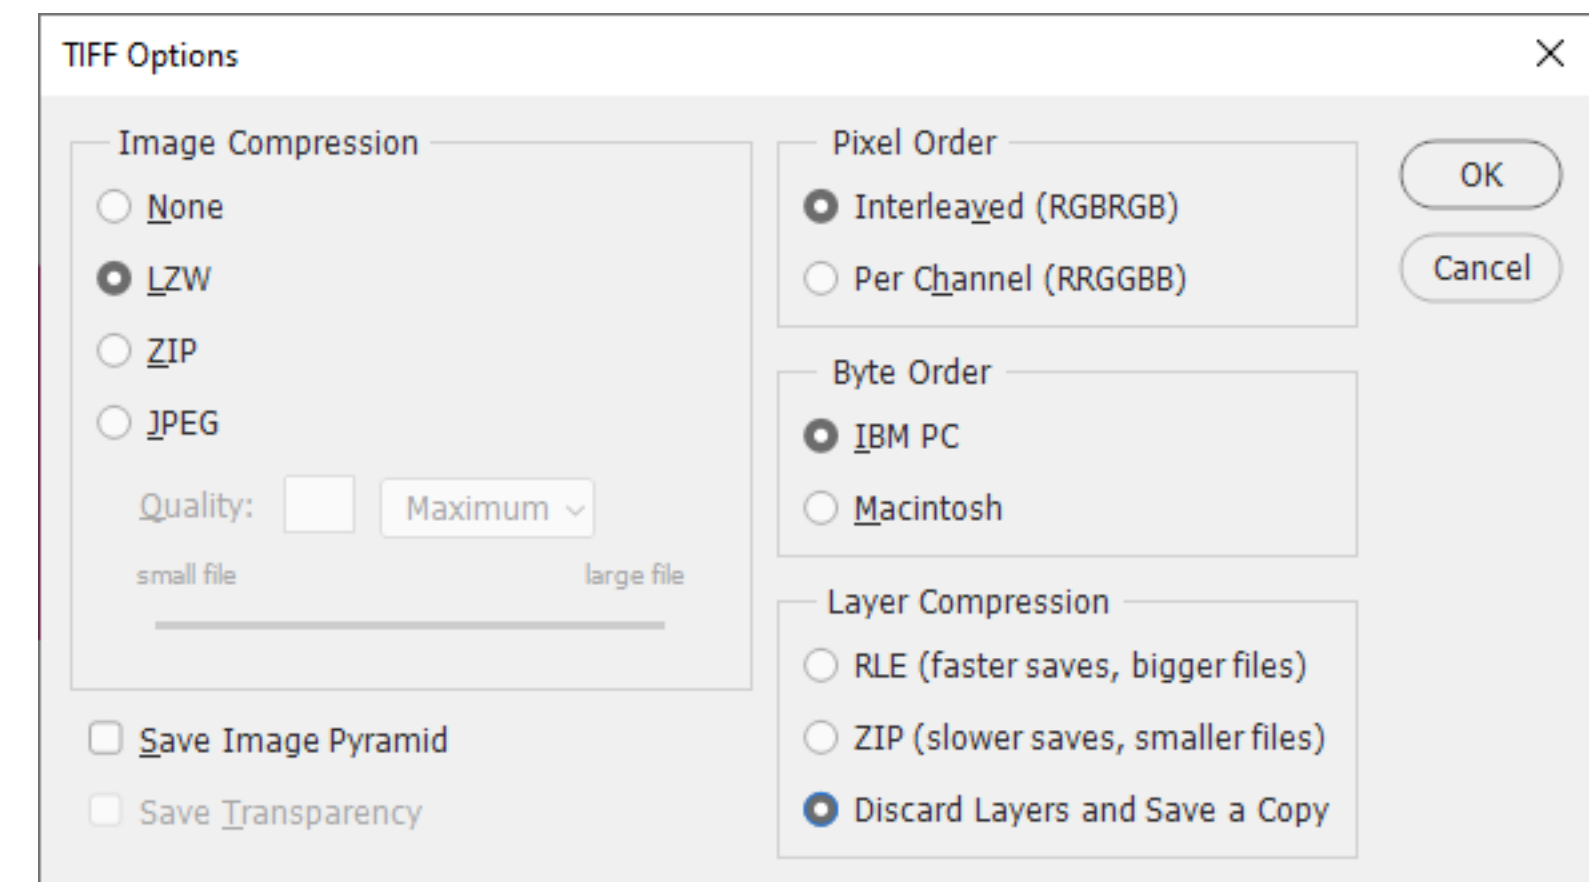 TIFF Options
Image Compression
None
LZW
ZIP
JPEG
Quality:
Maximum
small file
large file
Save Image Pyramid
Save Transparency
Pixel Order
Interleaved (RGBRGB)
Per Channel (RRGGBB)
Byte Order
IBM PC
Macintosh
Layer Compression
RLE (faster saves, bigger files)
ZIP (slower saves, smaller files)
Discard Layers and Save a Copy
OK
Cancel